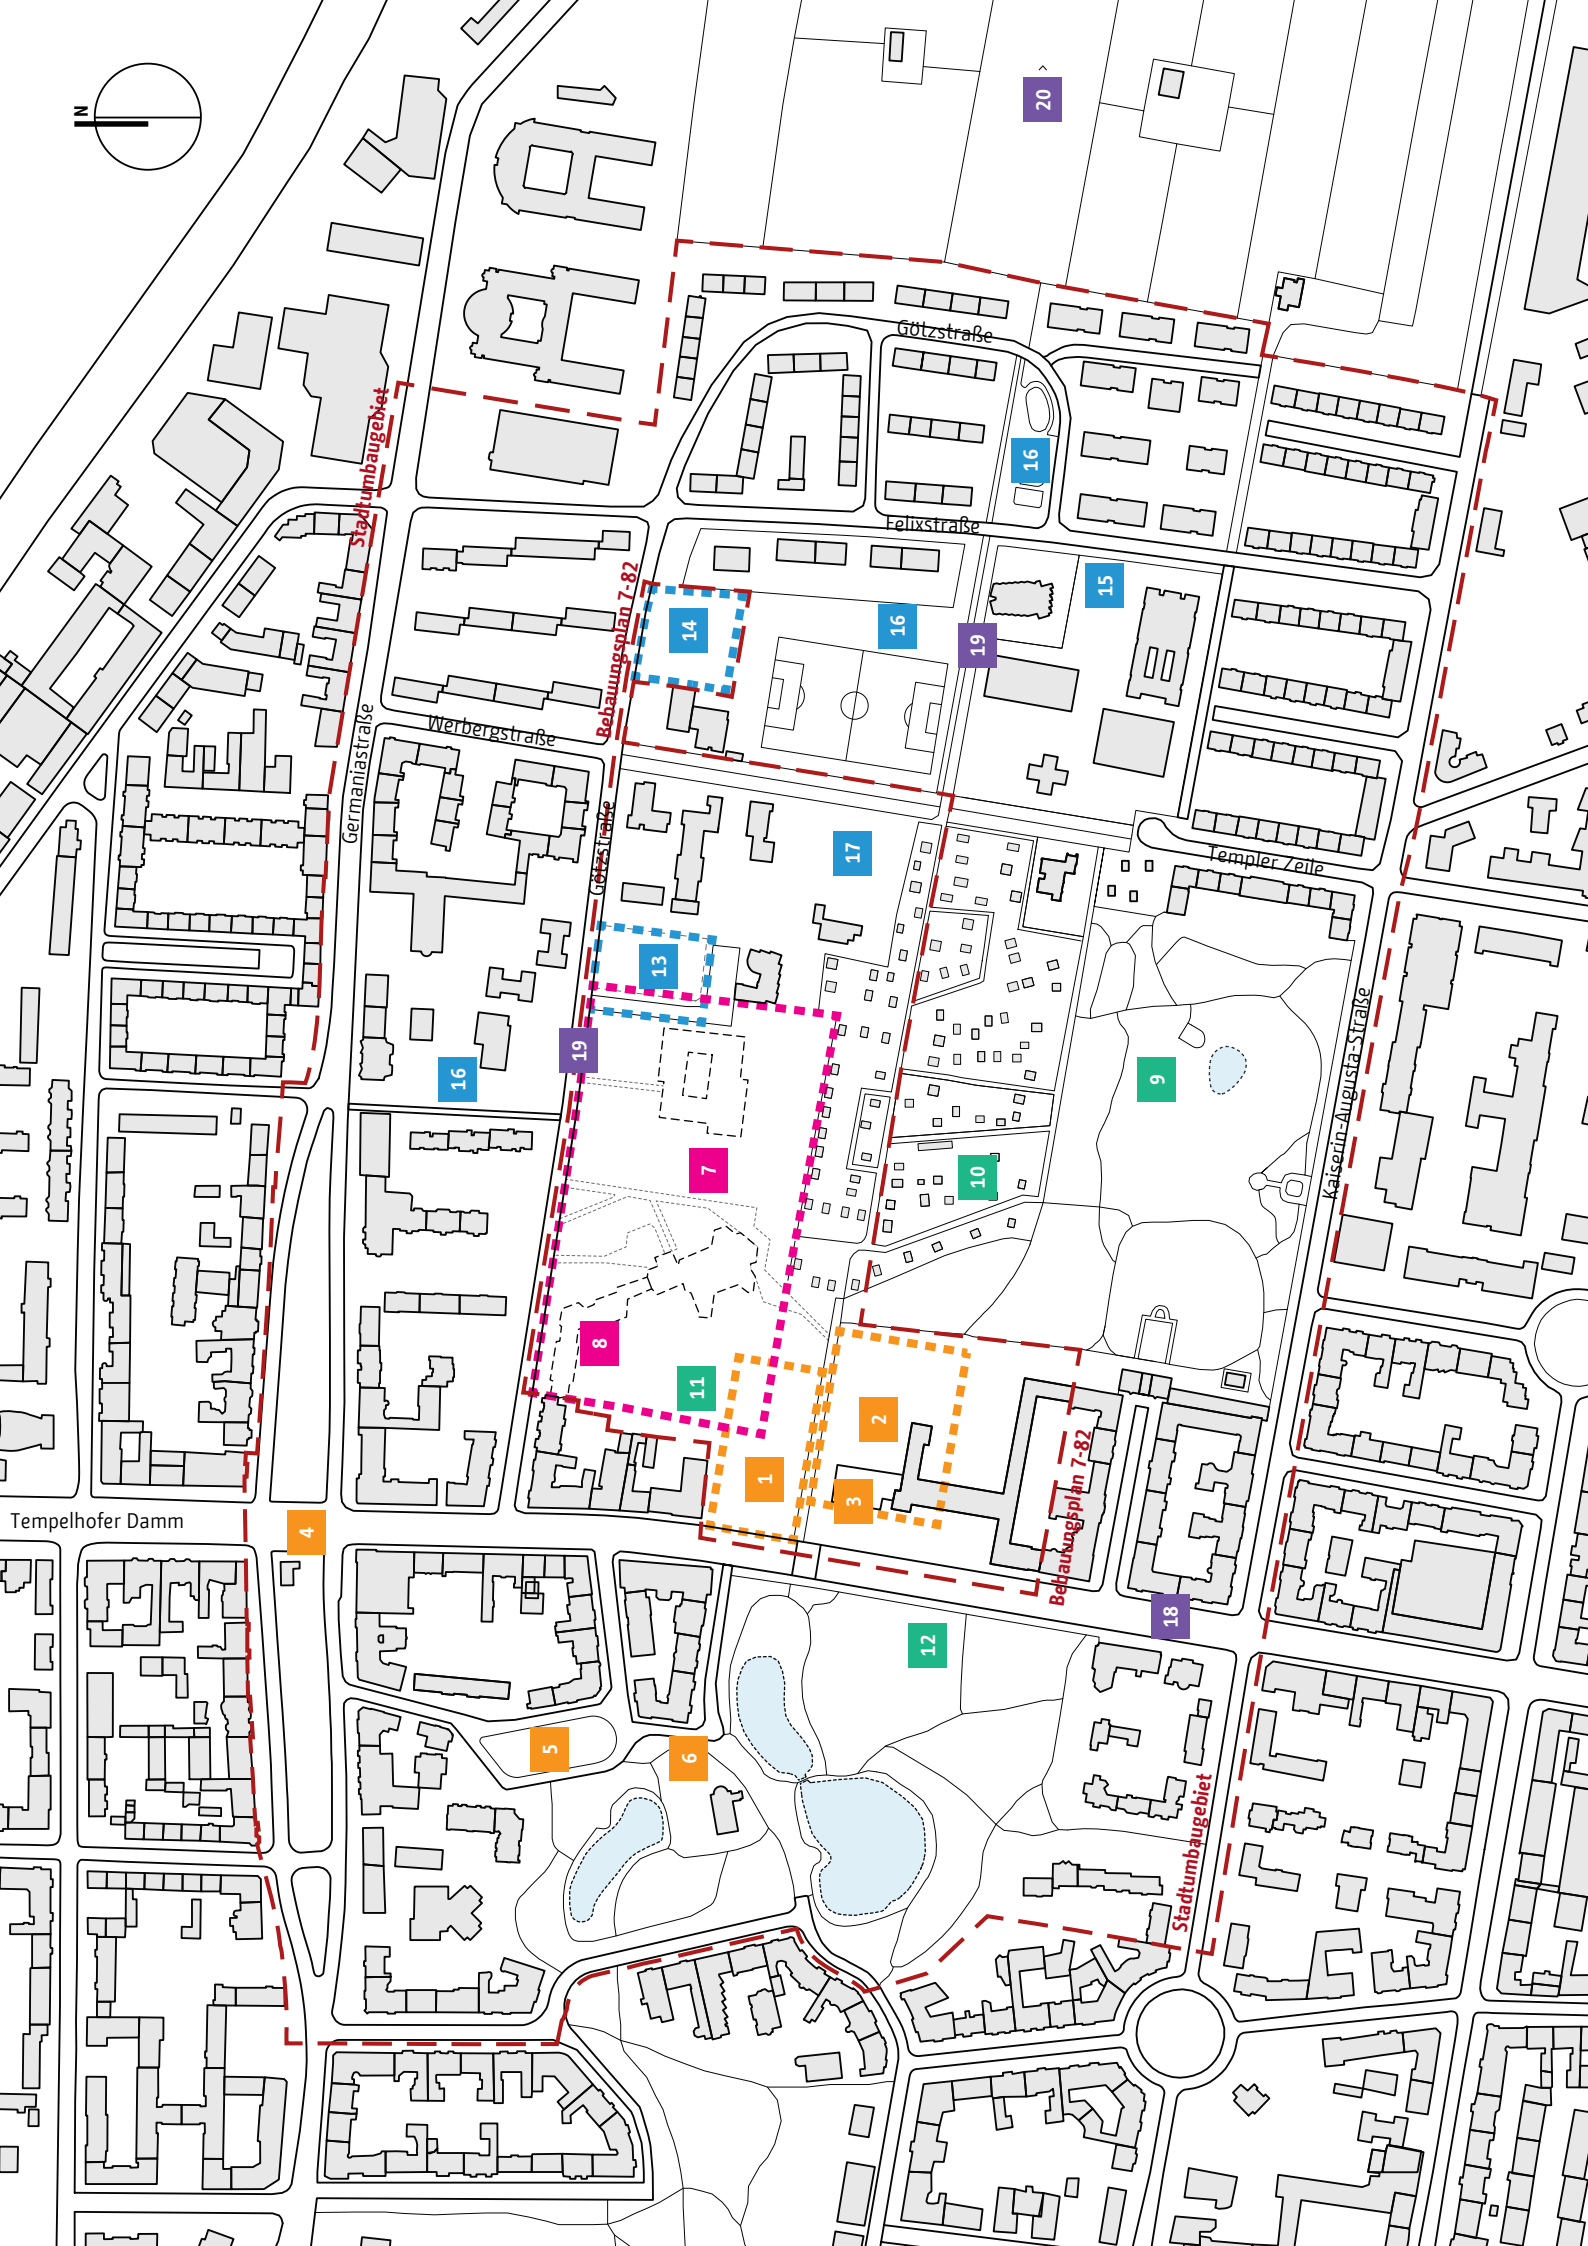 N
20
Götzstraße
Stadtumbaugebiet
16
Felixstraße
Bebauungsplan 7-82
15
14
16
19
Germaniastraße
Werbergstraße
Götzstraße
17
Templer Zeile
13
19
16
9
Kaiserin-Augusta-Straße
7
10
8
11
2
1
3
Tempelhofer Damm
4
Bebauungsplan 7-82
18
12
5
6
Stadtumbaugebiet